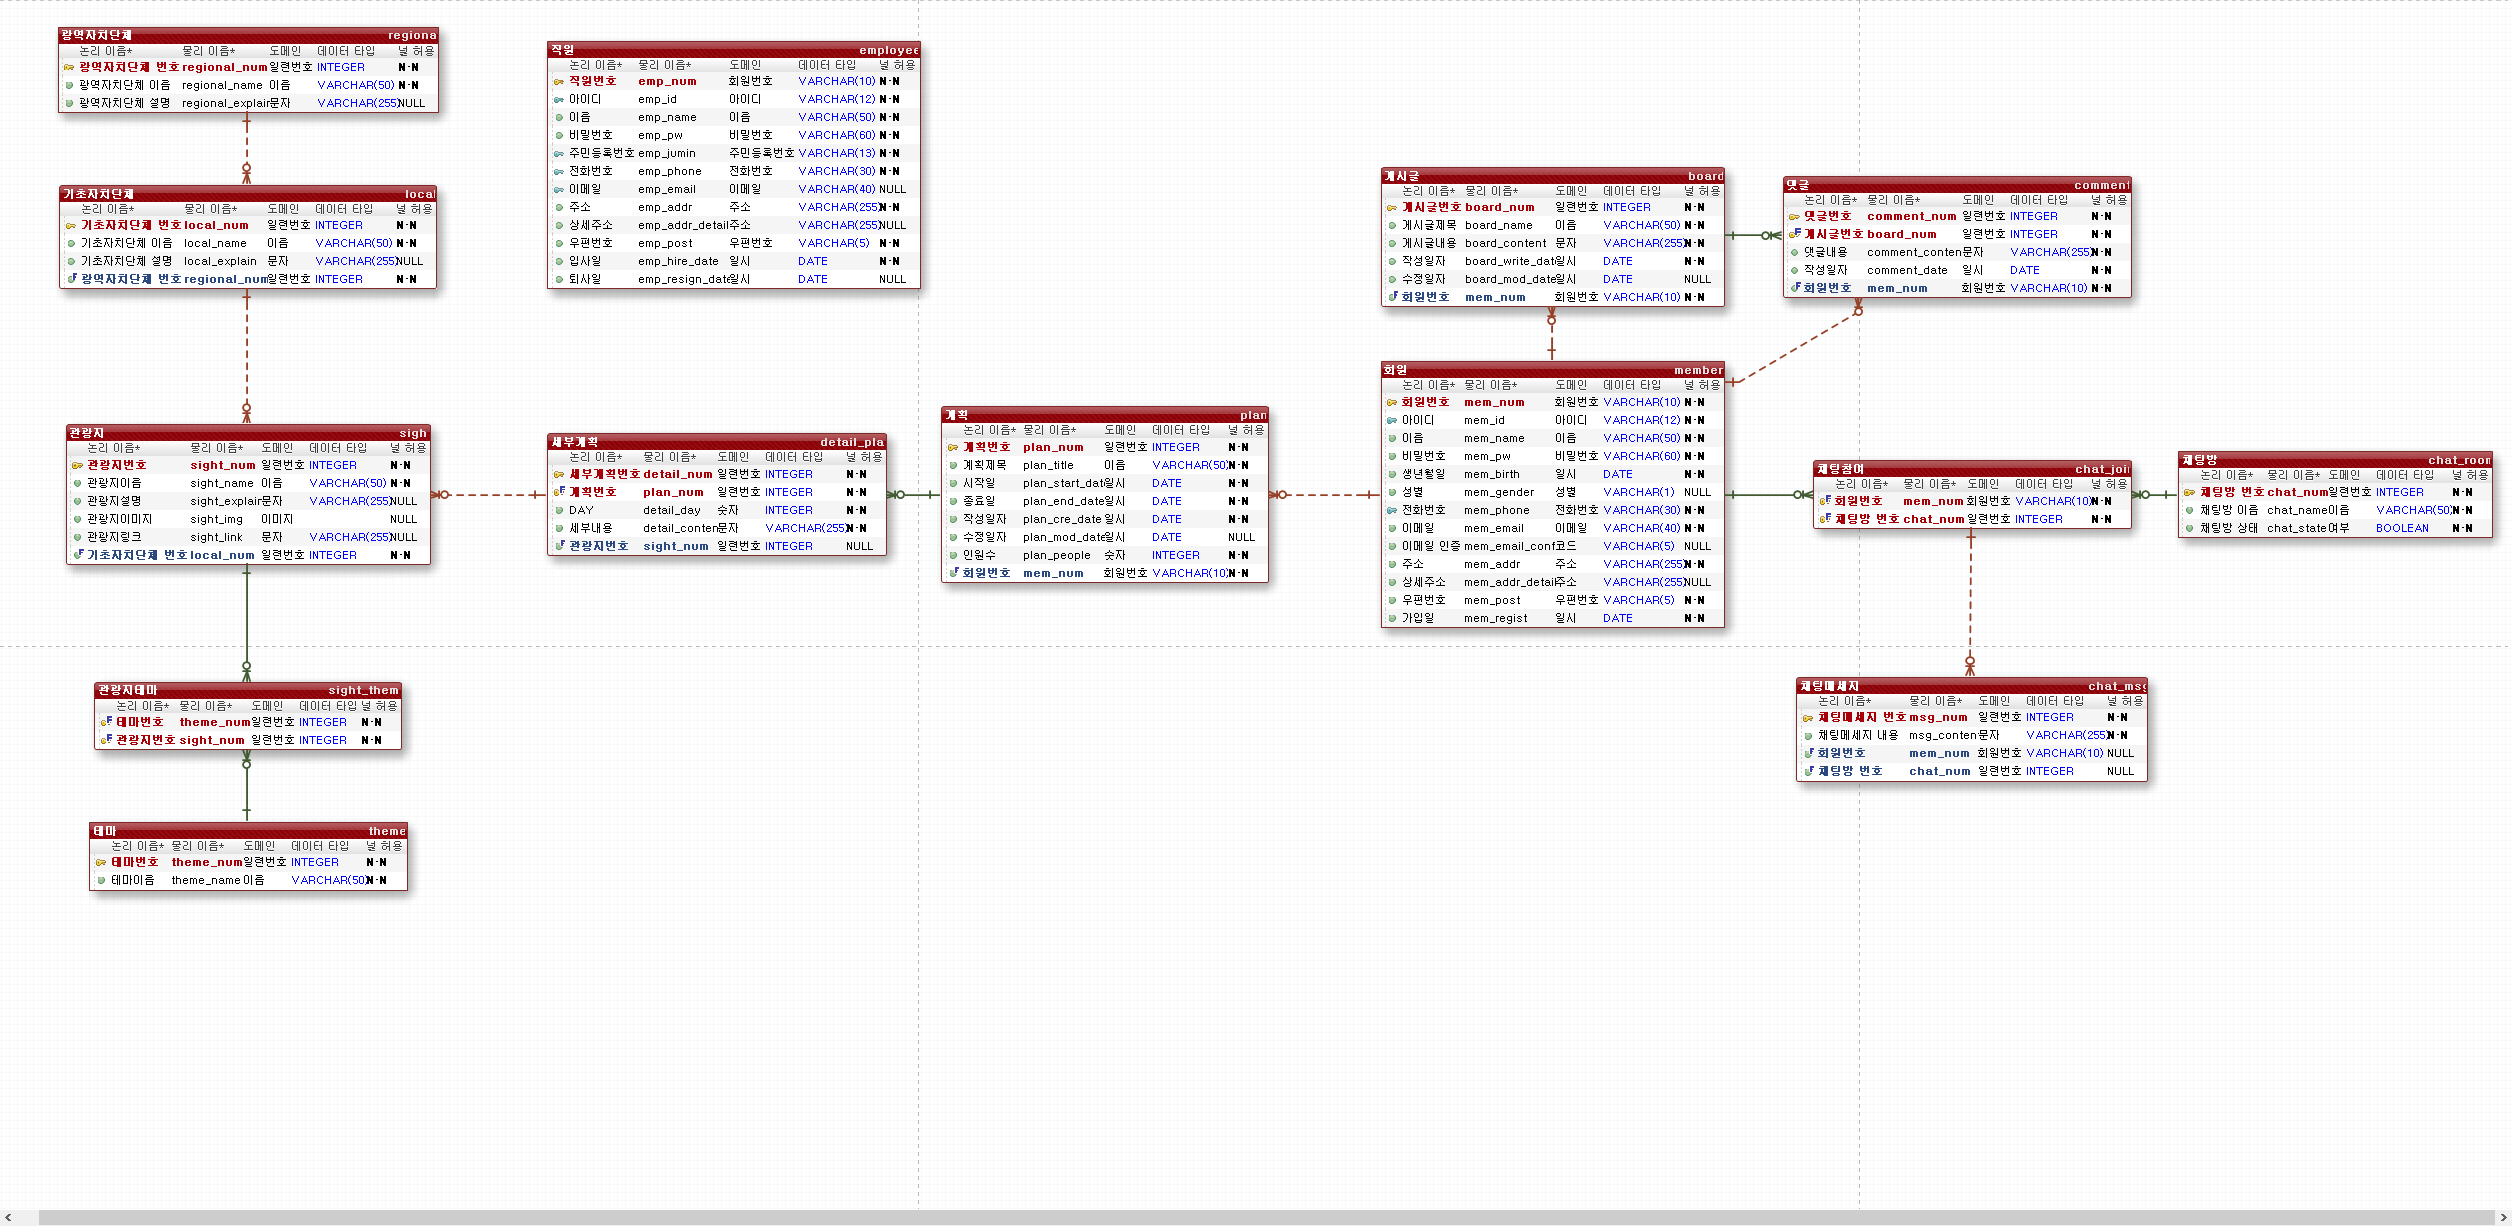 광역자치단체 regiona
논리 이름* 물리 이름* 도메인 데이터 타입 널 허용
광역자치단체 번호 regional_num 일련번호 INTEGER N-N
광역자치단체 이름 regional_name 이름 VARCHAR(50) N-N
광역자치단체 설명 regional_explain 문자 VARCHAR(255) NULL
직원 employee
논리 이름* 물리 이름* 도메인 데이터 타입 널 허용
직원번호 emp_num 회원번호 VARCHAR(10) N-N
아이디 emp_id 아이디 VARCHAR(12) N-N
이름 emp_name 이름 VARCHAR(50) N-N
비밀번호 emp_pw 비밀번호 VARCHAR(60) N-N
주민등록번호 emp_jumin 주민등록번호 VARCHAR(13) N-N
전화번호 emp_phone 전화번호 VARCHAR(30) N-N
이메일 emp_email 이메일 VARCHAR(40) NULL
주소 emp_addr 주소 VARCHAR(255) N-N
상세주소 emp_addr_detail 주소 VARCHAR(255) NULL
우편번호 emp_post 우편번호 VARCHAR(5) N-N
입사일 emp_hire_date 일시 DATE N-N
퇴사일 emp_resign_date 일시 DATE NULL
기초자치단체 local
논리 이름* 물리 이름* 도메인 데이터 타입 널 허용
기초자치단체 번호 local_num 일련번호 INTEGER N-N
기초자치단체 이름 local_name 이름 VARCHAR(50) N-N
기초자치단체 설명 local_explain 문자 VARCHAR(255) NULL
광역자치단체 번호 regional_num 일련번호 INTEGER N-N
게시글 board
논리 이름* 물리 이름* 도메인 데이터 타입 널 허용
게시글번호 board_num 일련번호 INTEGER N-N
게시글제목 board_name 이름 VARCHAR(50) N-N
게시글내용 board_content 문자 VARCHAR(255) N-N
작성일자 board_write_dat 일시 DATE N-N
수정일자 board_mod_date 일시 DATE NULL
회원번호 mem_num 회원번호 VARCHAR(10) N-N
댓글 comment
논리 이름* 물리 이름* 도메인 데이터 타입 널 허용
댓글번호 comment_num 일련번호 INTEGER N-N
게시글번호 board_num 일련번호 INTEGER N-N
댓글내용 comment_conten 문자 VARCHAR(255) N-N
작성일자 comment_date 일시 DATE N-N
회원번호 mem_num 회원번호 VARCHAR(10) N-N
관광지 sigh
논리 이름* 물리 이름* 도메인 데이터 타입 널 허용
관광지번호 sight_num 일련번호 INTEGER N-N
관광지이름 sight_name 이름 VARCHAR(50) N-N
관광지설명 sight_explain 문자 VARCHAR(255) NULL
관광지이미지 sight_img 이미지 NULL
관광지링크 sight_link 문자 VARCHAR(255) NULL
기초자치단체 번호 local_num 일련번호 INTEGER N-N
세부계획 detail_pla
논리 이름* 물리 이름* 도메인 데이터 타입 널 허용
세부계획번호 detail_num 일련번호 INTEGER N-N
계획번호 plan_num 일련번호 INTEGER N-N
DAY detail_day 숫자 INTEGER N-N
세부내용 detail_conten 문자 VARCHAR(255) N-N
관광지번호 sight_num 일련번호 INTEGER NULL
계획 plan
논리 이름* 물리 이름* 도메인 데이터 타입 널 허용
계획번호 plan_num 일련번호 INTEGER N-N
계획제목 plan_title 이름 VARCHAR(50) N-N
시작일 plan_start_dat 일시 DATE N-N
종료일 plan_end_date 일시 DATE N-N
작성일자 plan_cre_date 일시 DATE N-N
수정일자 plan_mod_date 일시 DATE NULL
인원수 plan_people 숫자 INTEGER N-N
회원번호 mem_num 회원번호 VARCHAR(10) N-N
회원 member
논리 이름* 물리 이름* 도메인 데이터 타입 널 허용
회원번호 mem_num 회원번호 VARCHAR(10) N-N
아이디 mem_id 아이디 VARCHAR(12) N-N
이름 mem_name 이름 VARCHAR(50) N-N
비밀번호 mem_pw 비밀번호 VARCHAR(60) N-N
생년월일 mem_birth 일시 DATE N-N
성별 mem_gender 성별 VARCHAR(1) NULL
전화번호 mem_phone 전화번호 VARCHAR(30) N-N
이메일 mem_email 이메일 VARCHAR(40) N-N
이메일 인증 mem_email_conf 코드 VARCHAR(5) NULL
주소 mem_addr 주소 VARCHAR(255) N-N
상세주소 mem_addr_detail 주소 VARCHAR(255) NULL
우편번호 mem_post 우편번호 VARCHAR(5) N-N
가입일 mem_regist 일시 DATE N-N
채팅참여 chat_join
논리 이름* 물리 이름* 도메인 데이터 타입 널 허용
회원번호 mem_num 회원번호 VARCHAR(10) N-N
채팅방 번호 chat_num 일련번호 INTEGER N-N
채팅방 chat_room
논리 이름* 물리 이름* 도메인 데이터 타입 널 허용
채팅방 번호 chat_num 일련번호 INTEGER N-N
채팅방 이름 chat_name 이름 VARCHAR(50) N-N
채팅방 상태 chat_state 여부 BOOLEAN N-N
관광지테마 sight_them
논리 이름* 물리 이름* 도메인 데이터 타입 널 허용
테마번호 theme_num 일련번호 INTEGER N-N
관광지번호 sight_num 일련번호 INTEGER N-N
채팅메세지 chat_msg
논리 이름* 물리 이름* 도메인 데이터 타입 널 허용
채팅메세지 번호 msg_num 일련번호 INTEGER N-N
채팅메세지 내용 msg_conten 문자 VARCHAR(255) N-N
회원번호 mem_num 회원번호 VARCHAR(10) NULL
채팅방 번호 chat_num 일련번호 INTEGER NULL
테마 theme
논리 이름* 물리 이름* 도메인 데이터 타입 널 허용
테마번호 theme_num 일련번호 INTEGER N-N
테마이름 theme_name 이름 VARCHAR(50) N-N